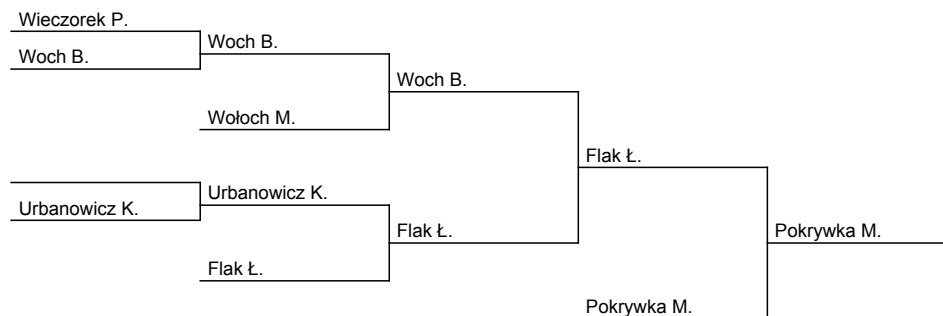 Wieczorek P.
Woch B.
Woch B.
Woch B.
Wołoch M.
Flak Ł.
Urbanowicz K.
Urbanowicz K.
Flak Ł.
Pokrywka M.
Flak Ł.
Pokrywka M.